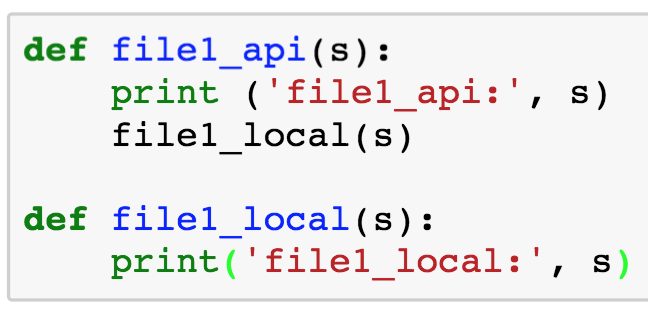 def file1_api(s):
    print ('file1_api:', s)
    file1_local(s)

def file1_local(s):
    print('file1_local:', s)